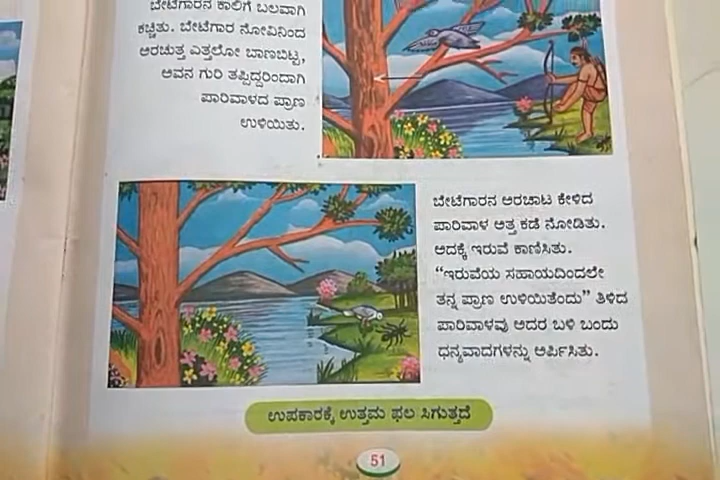 ಬೇಟೆಗಾರನ ಕಾಲಿಗೆ ಬಲವಾಗಿ
ಕಚ್ಚಿತು. ಬೇಟೆಗಾರ ನೋವಿನಿಂದ
ಅರಚುತ್ತ ಎತ್ತಲೋ ಬಾಣಬಿಟ್ಟ,
ಅವನ ಗುರಿ ತಪ್ಪಿದ್ದರಿಂದಾಗಿ
ಪಾರಿವಾಳದ ಪ್ರಾಣ
ಉಳಿಯಿತು.
ಬೇಟೆಗಾರನ ಅರಚಾಟ ಕೇಳಿದ
ಪಾರಿವಾಳ ಅತ್ತ ಕಡೆ ನೋಡಿತು.
ಅದಕ್ಕೆ ಇರುವೆ ಕಾಣಿಸಿತು.
“ಇರುವೆಯ ಸಹಾಯದಿಂದಲೇ
ತನ್ನ ಪ್ರಾಣ ಉಳಿಯಿತೆಂದು” ತಿಳಿದ
ಪಾರಿವಾಳವು ಅದರ ಬಳಿ ಬಂದು
ಧನ್ಯವಾದಗಳನ್ನು ಅರ್ಪಿಸಿತು.
ಉಪಕಾರಕ್ಕೆ ಉತ್ತಮ ಫಲ ಸಿಗುತ್ತದೆ
51